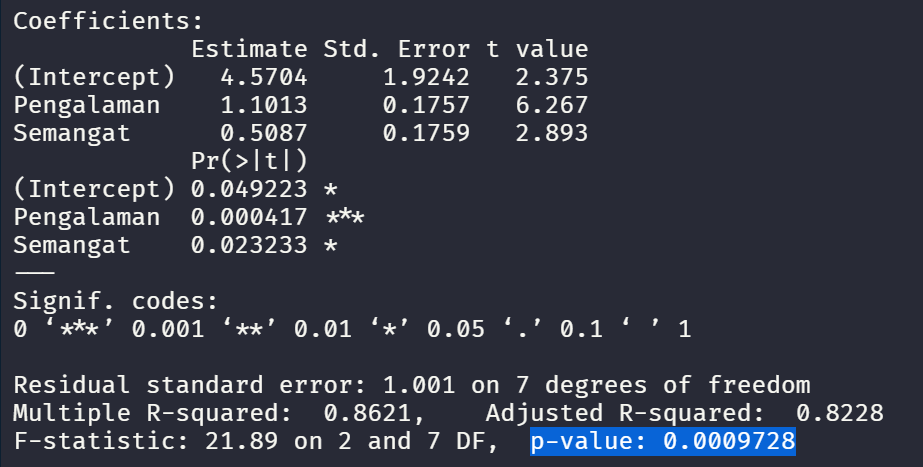 Coefficients:
            Estimate Std. Error t value
(Intercept)   4.5704     1.9242   2.375
Pengalaman    1.1013     0.1757   6.267
Semangat      0.5087     0.1759   2.893
            Pr(>|t|)
(Intercept) 0.049223 *
Pengalaman  0.000417 ***
Semangat    0.023233 *
---
Signif. codes:
0 ‘***’ 0.001 ‘**’ 0.01 ‘*’ 0.05 ‘.’ 0.1 ‘ ’ 1

Residual standard error: 1.001 on 7 degrees of freedom
Multiple R-squared:  0.8621,    Adjusted R-squared:  0.8228
F-statistic: 21.89 on 2 and 7 DF,  p-value: 0.0009728